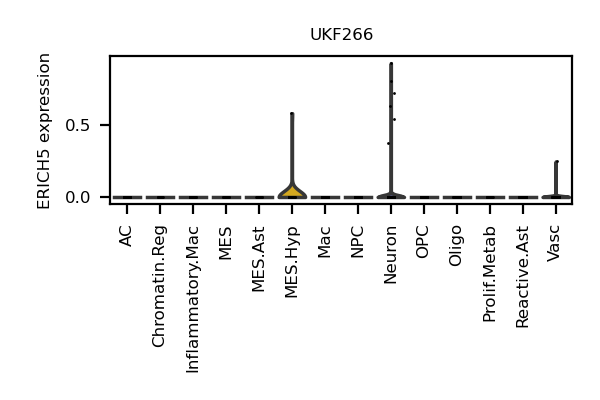 UKF266
ERICH5 expression
0.5
0.0
AC
Chromatin.Reg
Inflammatory.Mac
MES
MES.Ast
MES.Hyp
Mac
NPC
Neuron
OPC
Oligo
Prolif.Metab
Reactive.Ast
Vasc